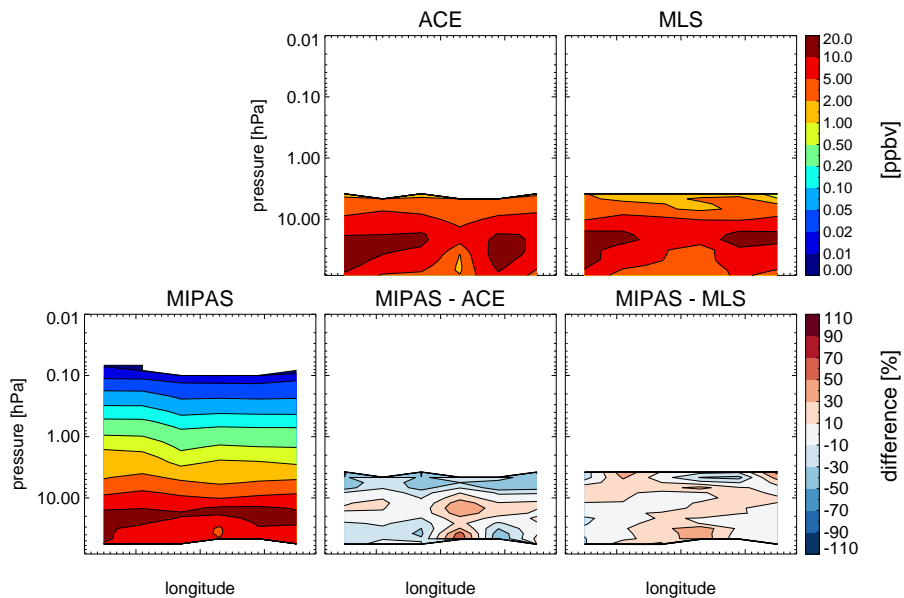 ACE
MLS
0.01
0.10
1.00
10.00
pressure [hPa]
20.0
10.00
5.00
2.00
1.00
0.50
0.20
0.10
0.05
0.02
0.01
0.00
[ppbv]
MIPAS
MIPAS - ACE
MIPAS - MLS
0.01
0.10
1.00
10.00
pressure [hPa]
110
90
70
50
30
10
-10
-30
-50
-70
-90
-110
difference [%]
longitude
longitude
longitude